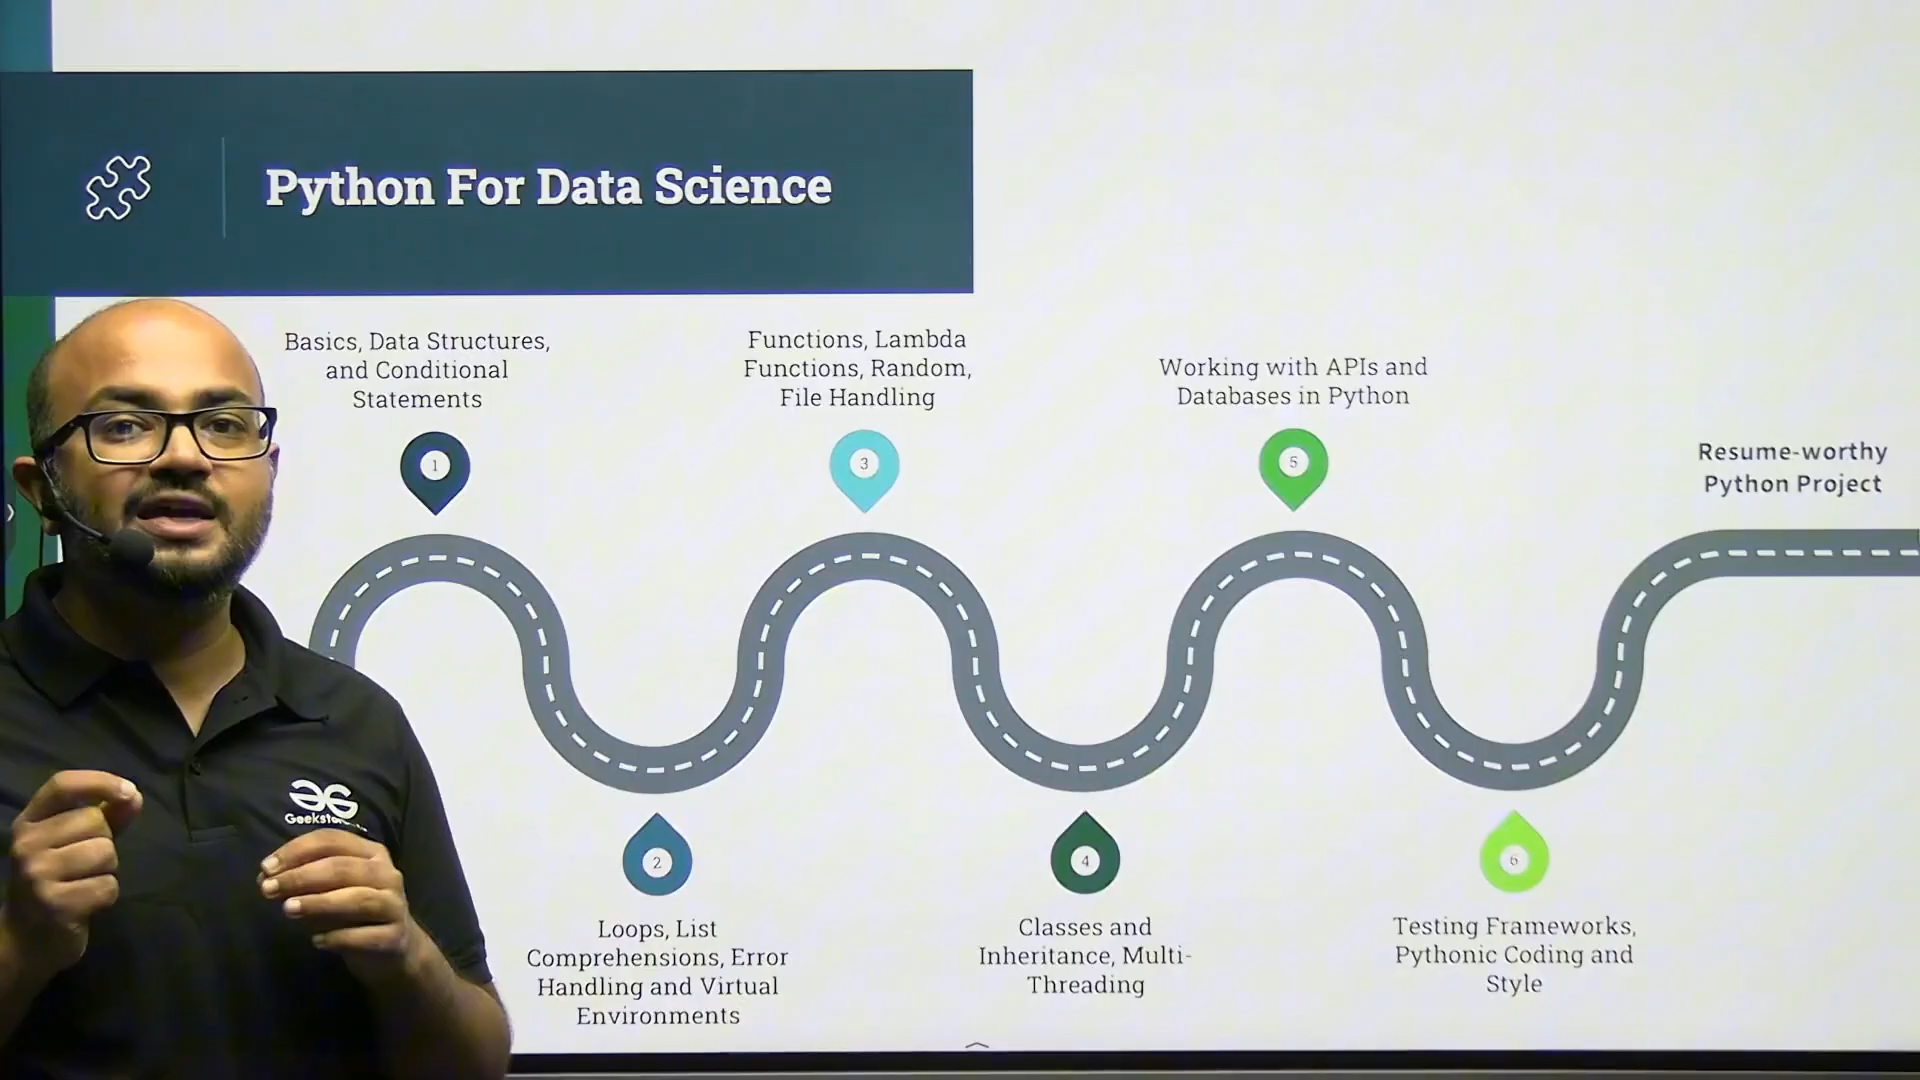 Python For Data Science
Basics, Data Structures,
and Conditional
Statements
1
Functions, Lambda
Functions, Random,
File Handling
3
Working with APIs and
Databases in Python
5
Resume-worthy
Python Project
2
Loops, List
Comprehensions, Error
Handling and Virtual
Environments
4
Classes and
Inheritance, Multi-
Threading
6
Testing Frameworks,
Pythonic Coding and
Style